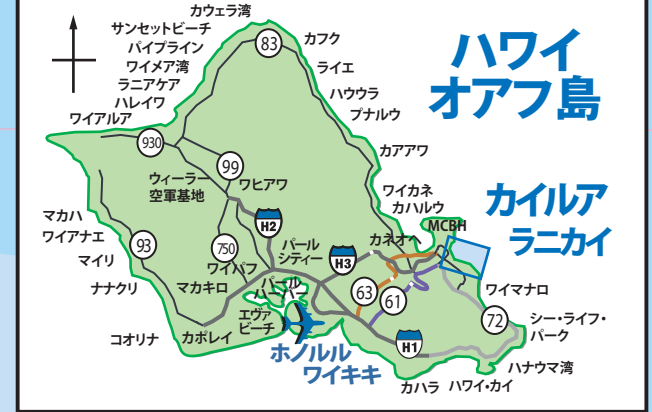 ハワイ
オアフ島
カウェラ湾
サンセットビーチ
パイプライン
ワイメア湾
ラニアケア
ハレイワ
ワイアルア
83
カフク
ライエ
ハウウラ
プナルウ
カアアワ
930
99
ウィーラー
空軍基地
ワヒアワ
ワイカネ
カハルウ
カイルア
ラニカイ
MCBH
カネオヘ
マカハ
ワイアナエ
マイリ
ナナクリ
93
750
H2
ワイパフ
パール
シティー
H3
マカキロ
パール
ハーバー
63
61
ワイマナロ
72
シー・ライフ・
パーク
コオリナ
カポレイ
エヴァ
ビーチ
ホノルル
ワイキキ
H1
ハナウマ湾
カハラ
ハワイ・カイ